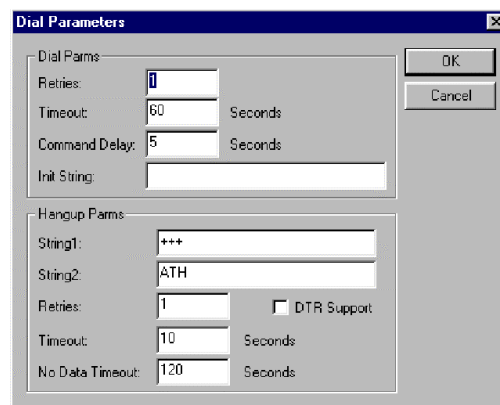 Dial Parameters
Dial Parms
Retries: 1
Timeout: 60 Seconds
Command Delay: 5 Seconds
Init String:
OK
Cancel
Hangup Parms
String1: +++
String2: ATH
Retries: 1 DTR Support
Timeout: 10 Seconds
No Data Timeout: 120 Seconds